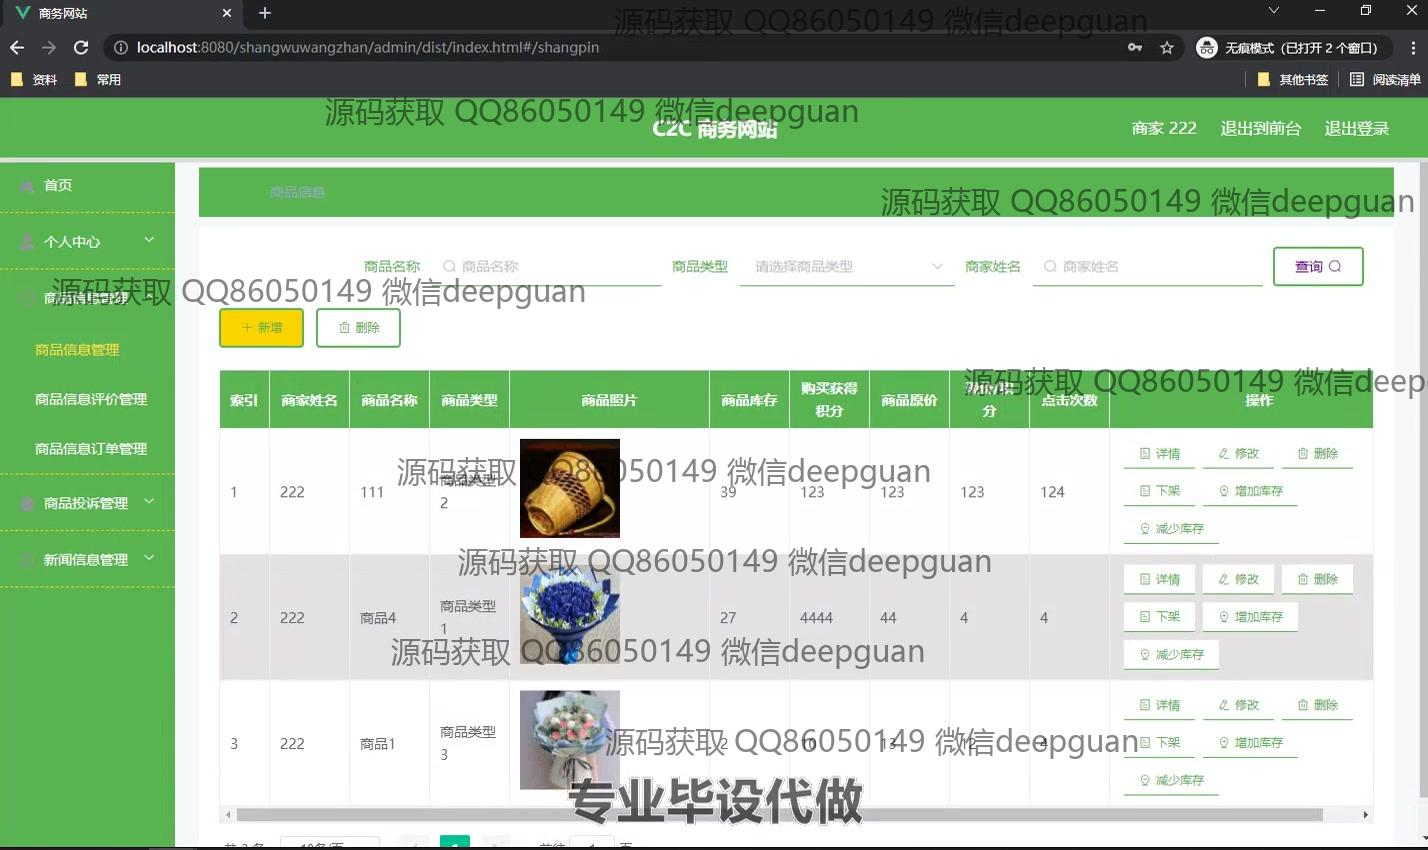 商务网站
源码获取 QQ86050149 微信deepguan
localhost:8080/shangwuwangzhan/admin/dist/index.html#/shangpin
无痕模式（已打开 2 个窗口）
资料 常用 其他书签 阅读清单
源码获取 QQ86050149 微信deepguan
C2C 商务网站
商家 222 退出到前台 退出登录
首页
商品信息
源码获取 QQ86050149 微信deepguan
个人中心
商品名称 商品名称 商品类型 请选择商品类型 商家姓名 商家姓名 查询
源码获取 QQ86050149 微信deepguan
新增 删除
商品信息管理
商品信息评价管理
商品信息订单管理
商品投诉管理
新闻信息管理
源码获取 QQ86050149 微信deep
索引 商家姓名 商品名称 商品类型 商品照片 商品库存 购买获得积分 商品原价 分 点击次数 操作
源码获取 QQ86050149 微信deepguan
1 222 111 商品类型2 39 123 123 123 124
详情 修改 删除
下架 增加库存
减少库存
源码获取 QQ86050149 微信deepguan
2 222 商品4 商品类型1 27 4444 44 4 4
详情 修改 删除
下架 增加库存
减少库存
源码获取 QQ86050149 微信deepguan
3 222 商品1 商品类型3 2 10 13 12 4
详情 修改 删除
下架 增加库存
减少库存
源码获取 QQ86050149 微信deepguan
专业毕设代做